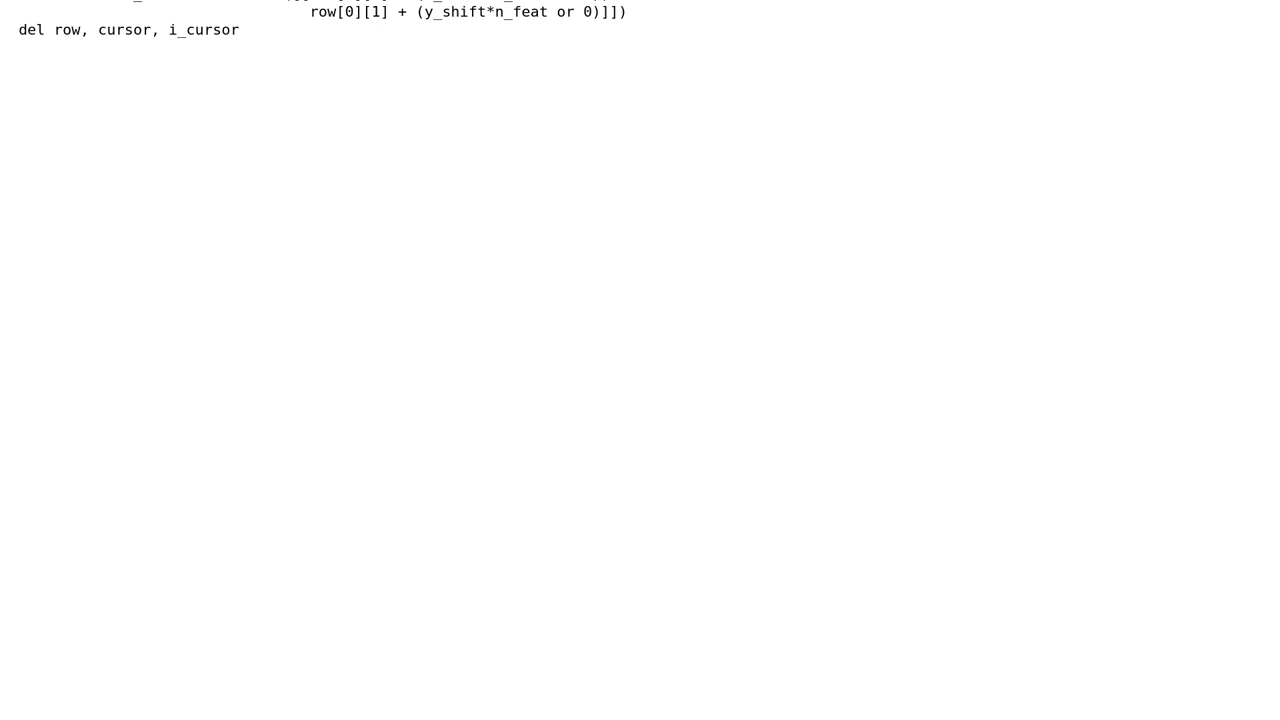 row[0][1] + (y_shift*n_feat or 0)]])
del row, cursor, i_cursor